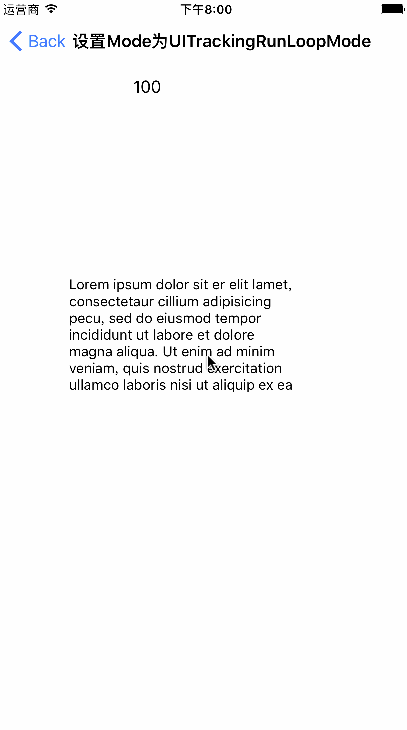 运营商 下午8:00
Back 设置Mode为UITrackingRunLoopMode
100
Lorem ipsum dolor sit er elit lamet,
consectetaur cillium adipisicing
pecu, sed do eiusmod tempor
incididunt ut labore et dolore
magna aliqua. Ut enim ad minim
veniam, quis nostrud exercitation
ullamco laboris nisi ut aliquip ex ea